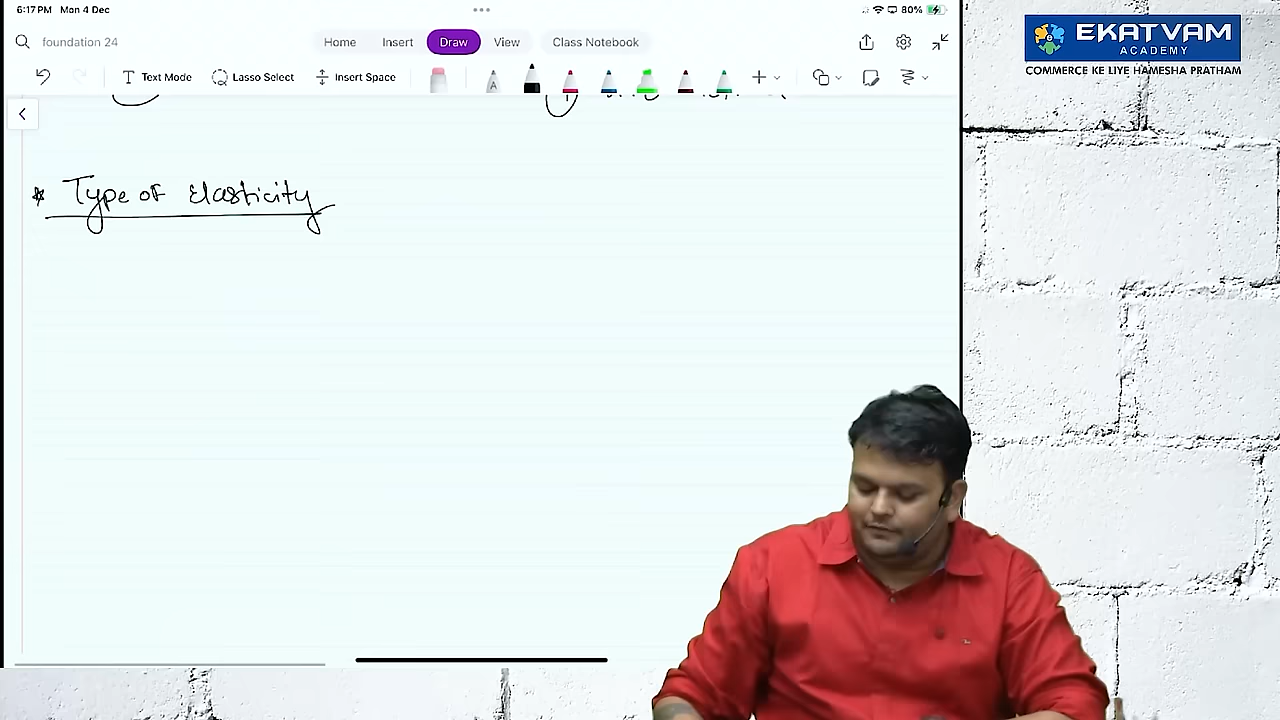 6:17 PM Mon 4 Dec
80%
foundation 24
Home Insert Draw View Class Notebook
Text Mode Lasso Select Insert Space
* Type of Elasticity
EKATVAM
ACADEMY
COMMERCE KE LIYE HAMESHA PRATHAM